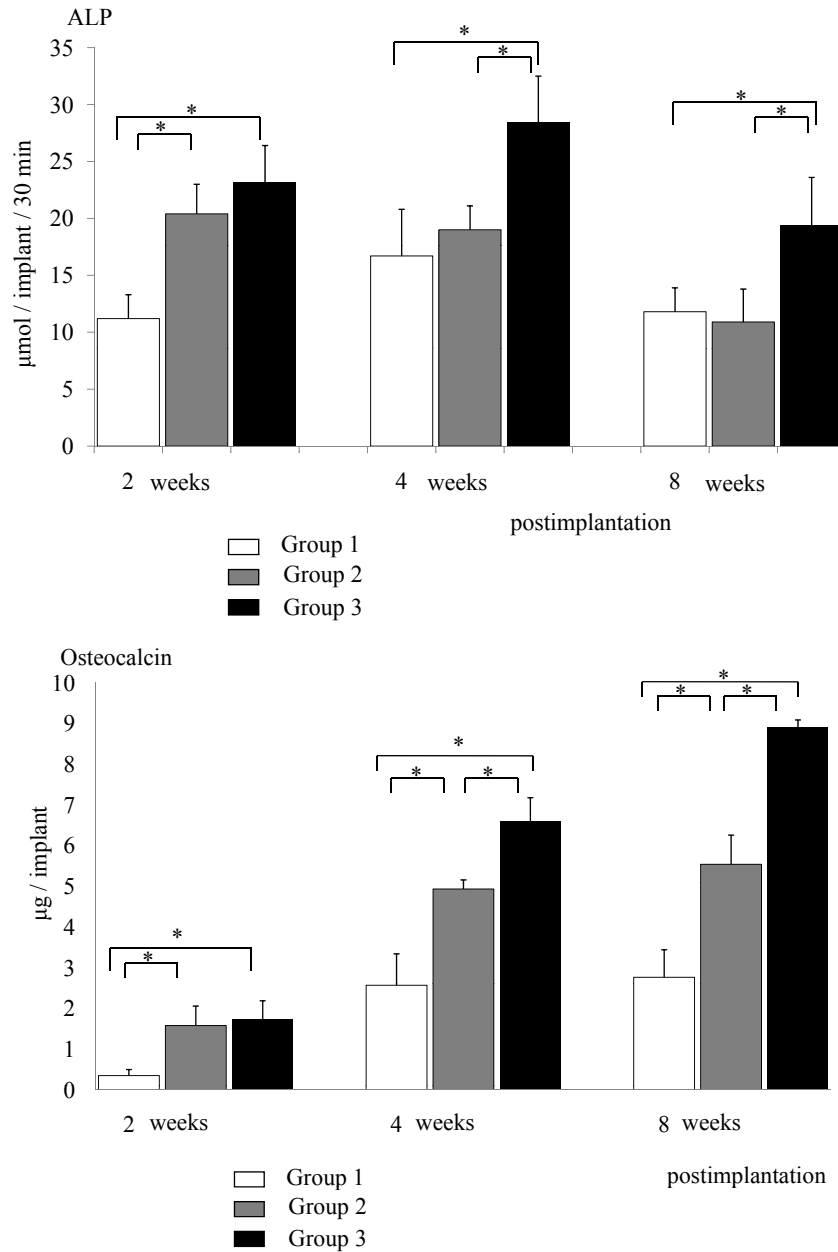 ALP
µmol / implant / 30 min
40
35
30
25
20
15
10
5
0
*
*
*
*
*
*
2 weeks
4 weeks
8 weeks
postimplantation
Group 1
Group 2
Group 3
Osteocalcin
µg / implant
10
9
8
7
6
5
4
3
2
1
0
*
*
*
*
*
*
*
*
2 weeks
4 weeks
8 weeks
postimplantation
Group 1
Group 2
Group 3